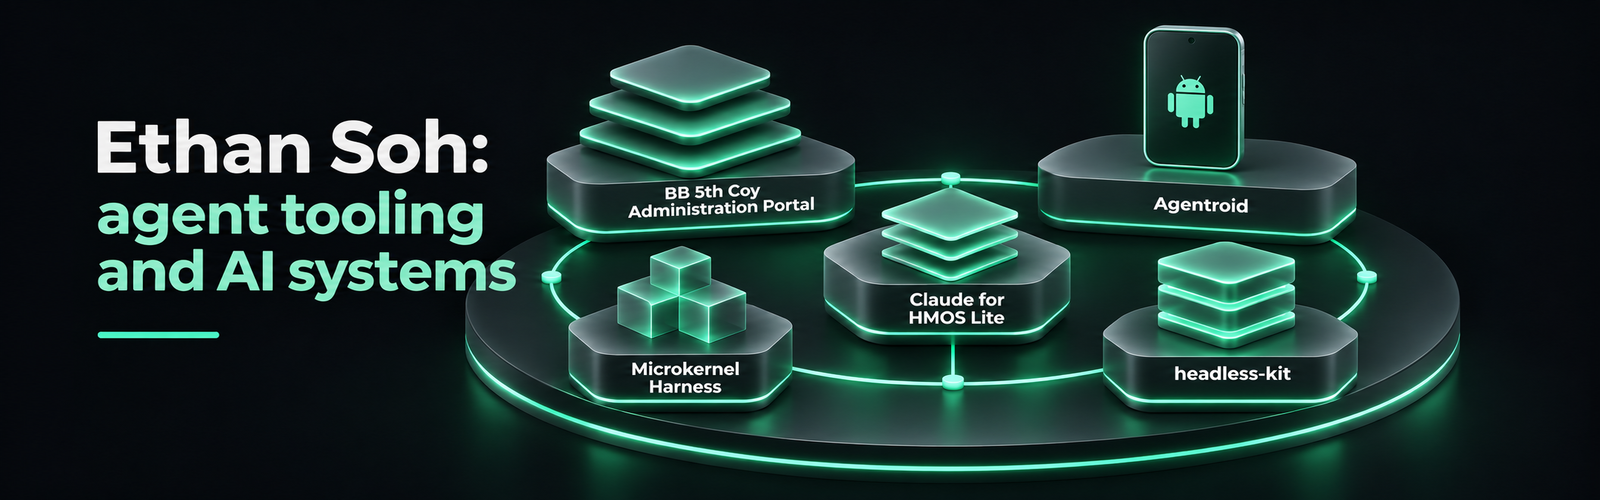 Ethan Soh:
agent tooling
and AI systems
BB 5th Coy
Administration Portal
Agentroid
Claude for
HMOS Lite
Microkernel
Harness
headless-kit